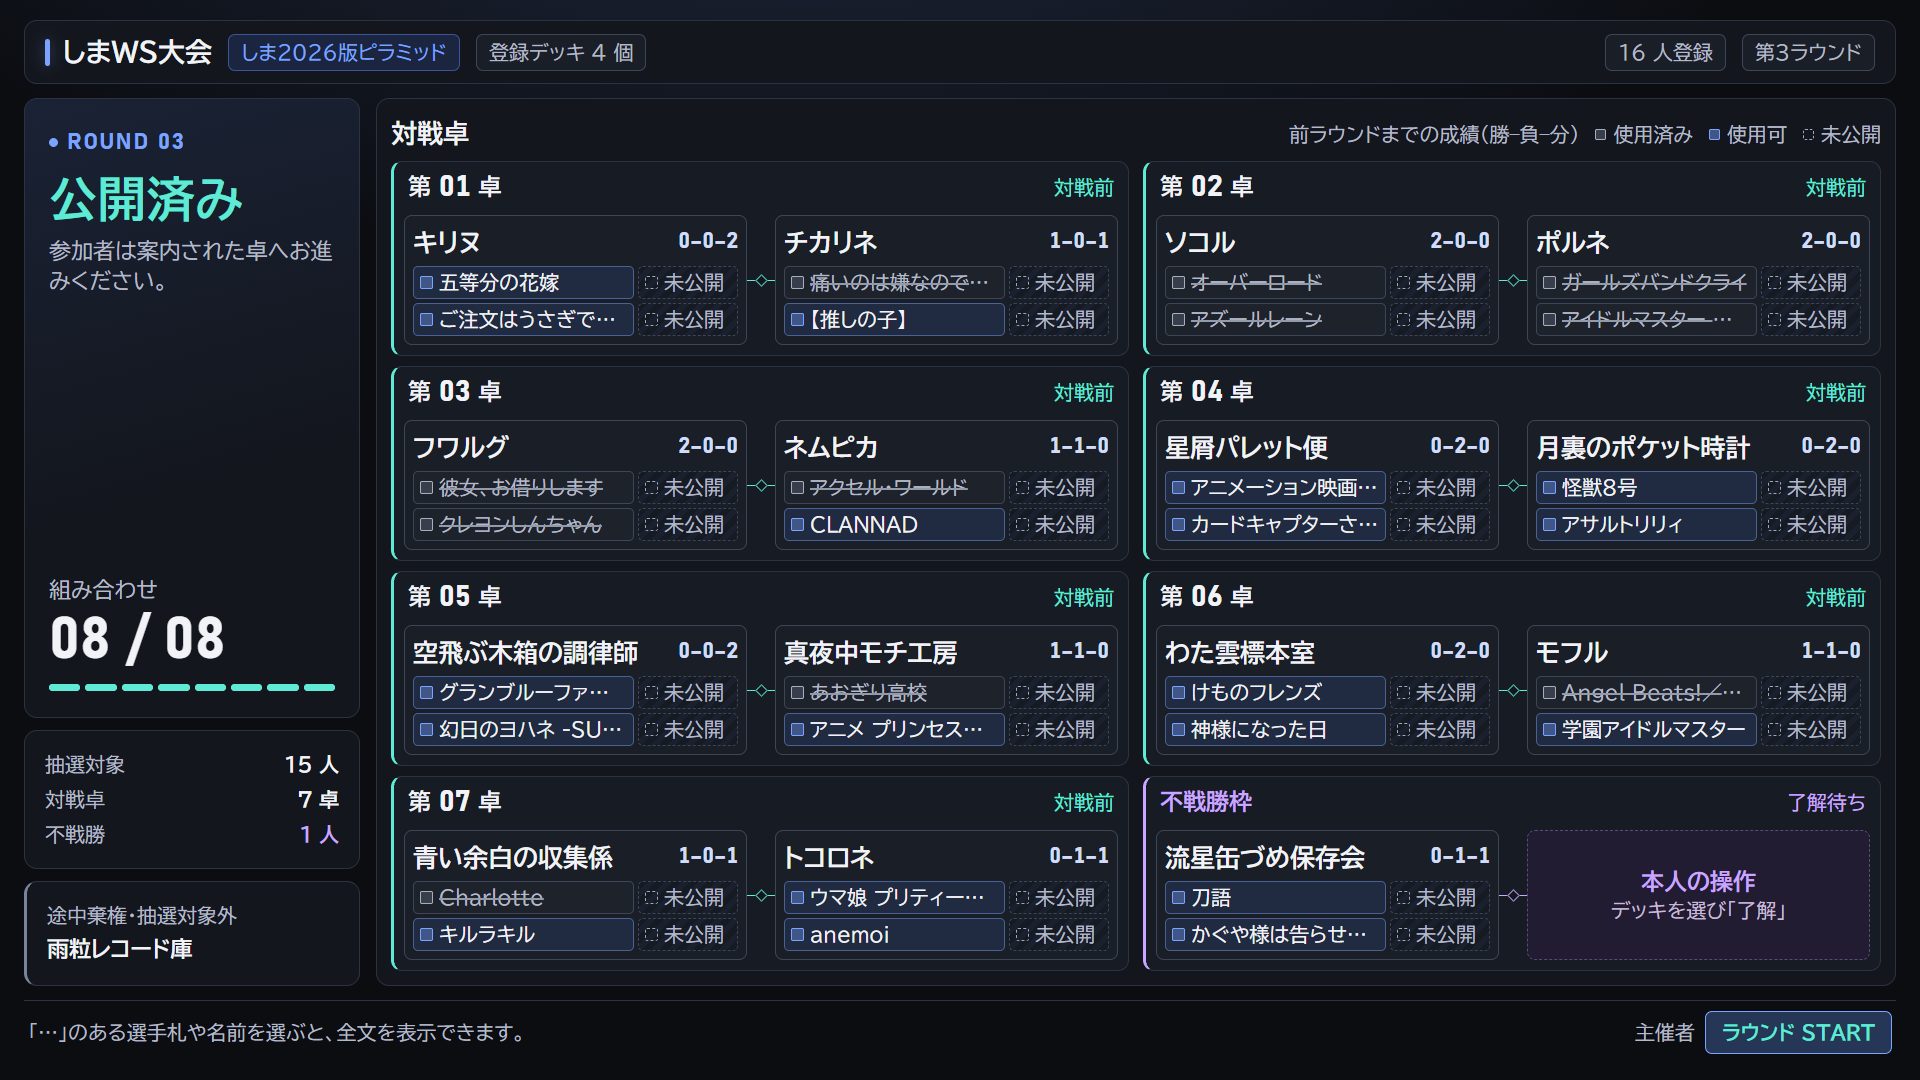 しまWS大会
しま2026版ピラミッド
登録デッキ 4 個
16 人登録
第3ラウンド
ROUND 03
公開済み
参加者は案内された卓へお進
みください。
組み合わせ
08 / 08
抽選対象 15 人
対戦卓 7 卓
不戦勝 1 人
途中棄権・抽選対象外
雨粒レコード庫
対戦卓
前ラウンドまでの成績(勝-負-分) 使用済み 使用可 未公開
第 01 卓 対戦前
キリヌ 0-0-2
五等分の花嫁 未公開
ご注文はうさぎで… 未公開
チカリネ 1-0-1
痛いのは嫌なので… 未公開
【推しの子】 未公開
第 02 卓 対戦前
ソコル 2-0-0
オーバーロード 未公開
アズールレーン 未公開
ポルネ 2-0-0
ガールズバンドクライ 未公開
アイドルマスター … 未公開
第 03 卓 対戦前
フワルグ 2-0-0
彼女、お借りします 未公開
クレヨンしんちゃん 未公開
ネムピカ 1-1-0
アクセル・ワールド 未公開
CLANNAD 未公開
第 04 卓 対戦前
星屑パレット便 0-2-0
アニメーション映画… 未公開
カードキャプターさ… 未公開
月裏のポケット時計 0-2-0
怪獣8号 未公開
アサルトリリィ 未公開
第 05 卓 対戦前
空飛ぶ木箱の調律師 0-0-2
グランブルーファ… 未公開
幻日のヨハネ -SU… 未公開
真夜中モチ工房 1-1-0
あおぎり高校 未公開
アニメ プリンセス… 未公開
第 06 卓 対戦前
わた雲標本室 0-2-0
けものフレンズ 未公開
神様になった日 未公開
モフル 1-1-0
Angel Beats!／… 未公開
学園アイドルマスター 未公開
第 07 卓 対戦前
青い余白の収集係 1-0-1
Charlotte 未公開
キルラキル 未公開
トコロネ 0-1-1
ウマ娘 プリティー… 未公開
anemoi 未公開
不戦勝枠 了解待ち
流星缶づめ保存会 0-1-1
刀語 未公開
かぐや様は告らせ… 未公開
本人の操作
デッキを選び「了解」
「…」のある選手札や名前を選ぶと、全文を表示できます。
主催者 ラウンド START